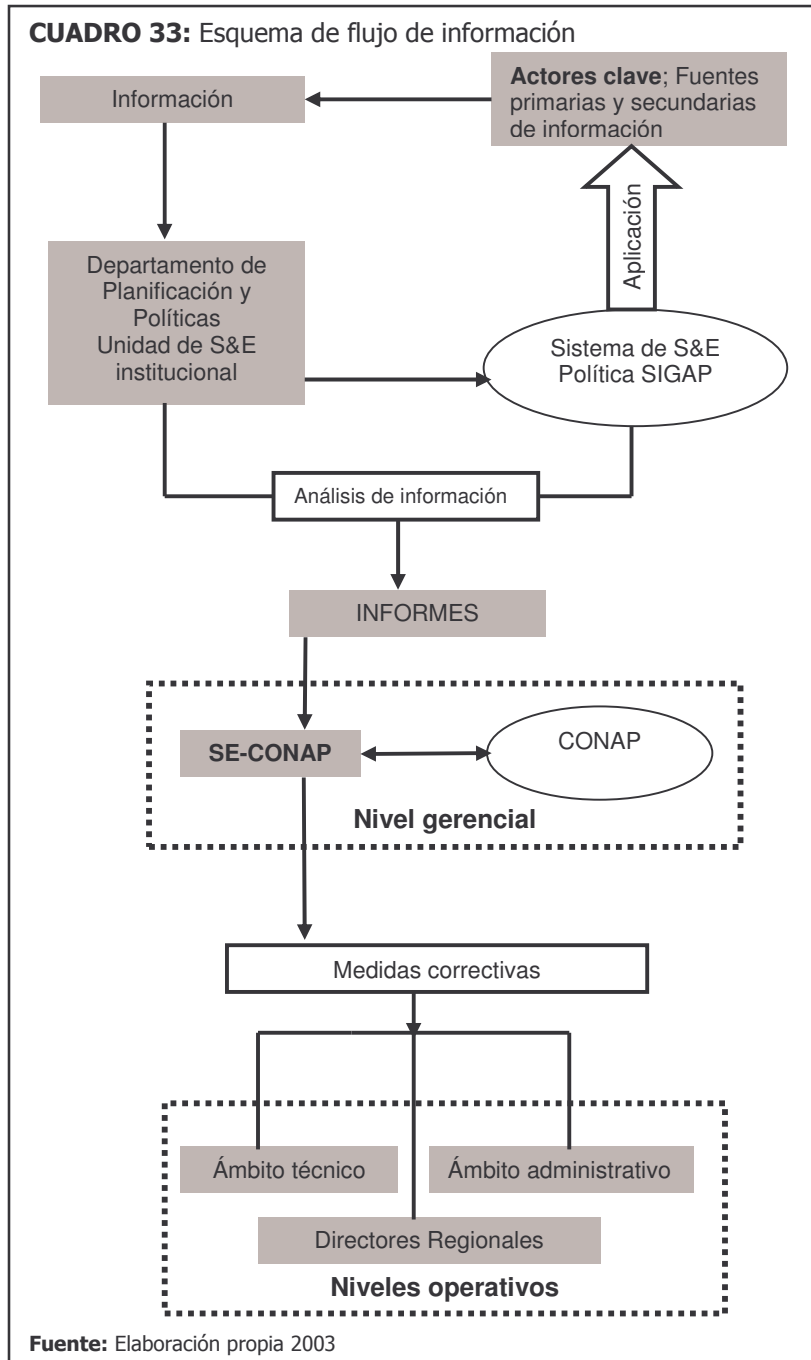 CUADRO 33: Esquema de flujo de información
Información
Actores clave; Fuentes
primarias y secundarias
de información
Aplicación
Departamento de
Planificación y
Políticas
Unidad de S&E
institucional
Sistema de S&E
Política SIGAP
Análisis de información
INFORMES
SE-CONAP
CONAP
Nivel gerencial
Medidas correctivas
Ámbito técnico
Ámbito administrativo
Directores Regionales
Niveles operativos
Fuente: Elaboración propia 2003